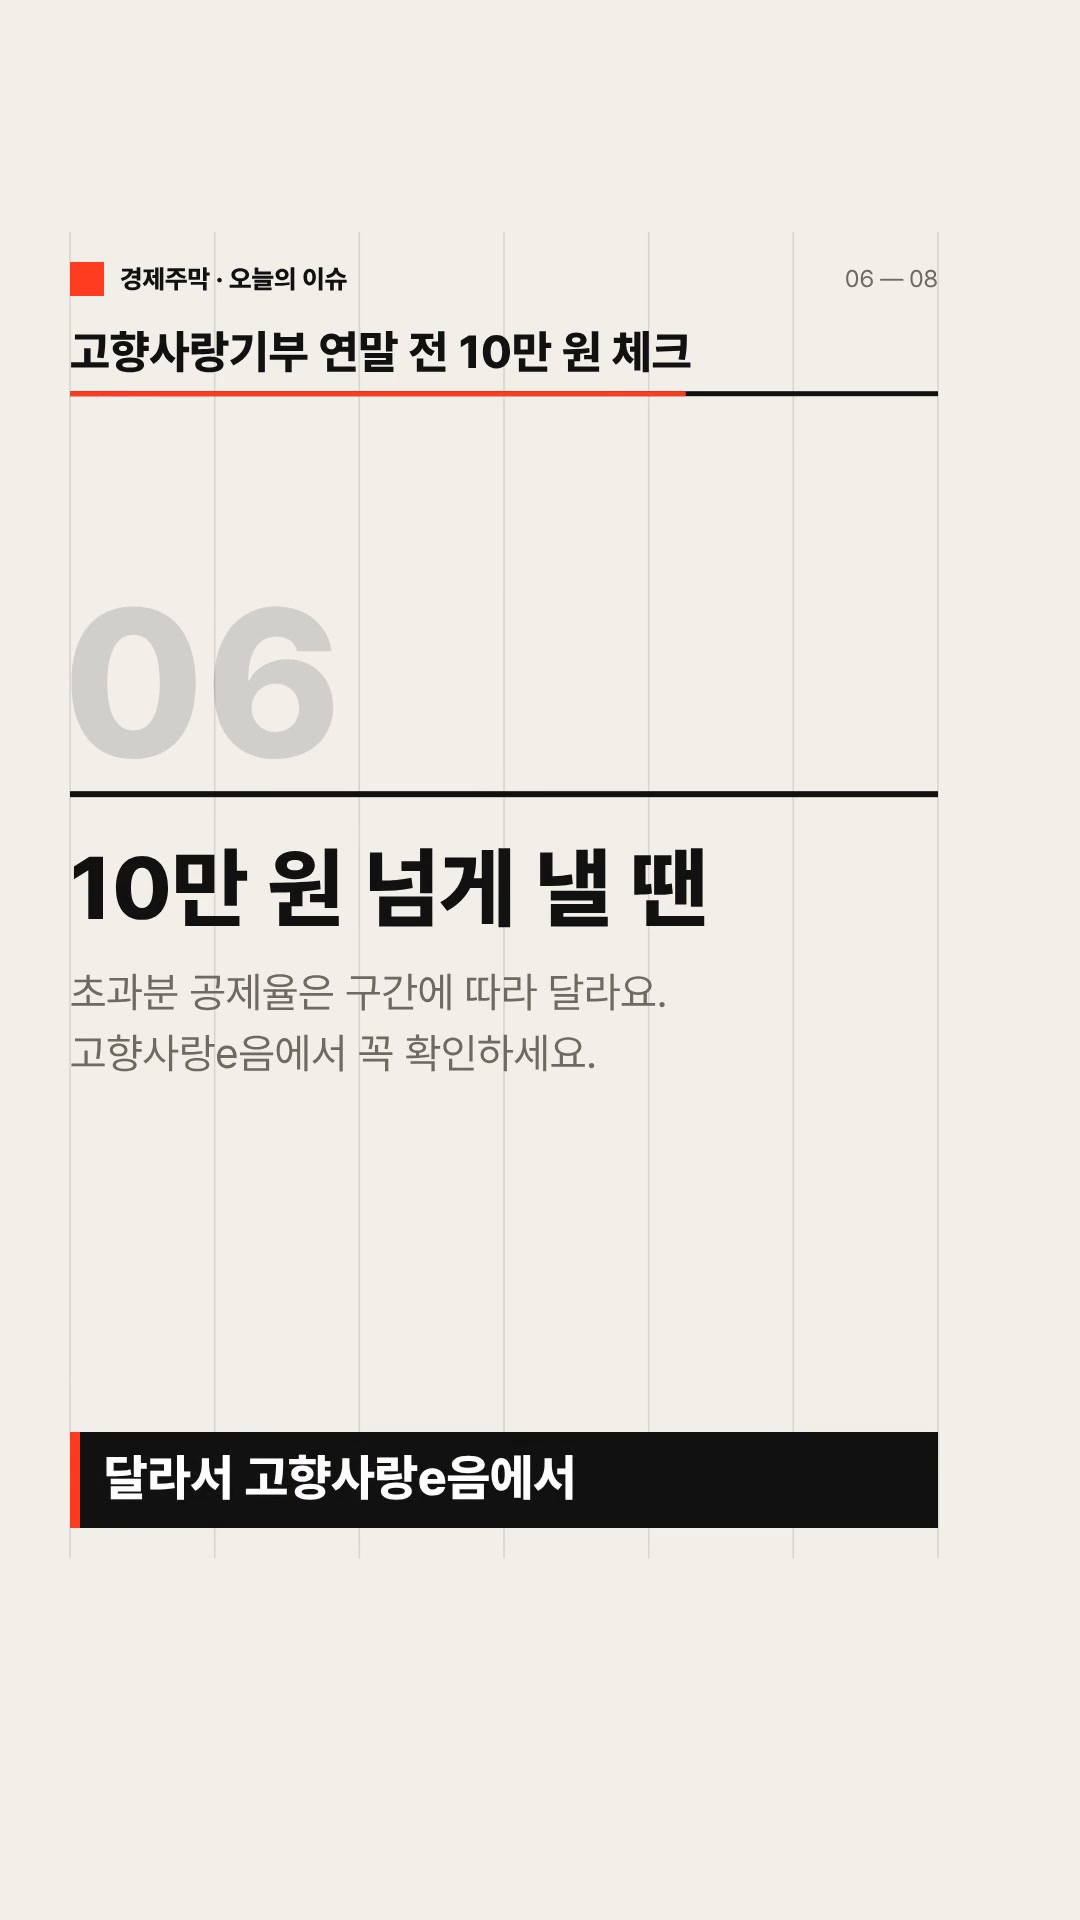 경제주막 · 오늘의 이슈
06 — 08
고향사랑기부 연말 전 10만 원 체크
06
10만 원 넘게 낼 땐
초과분 공제율은 구간에 따라 달라요.
고향사랑e음에서 꼭 확인하세요.
달라서 고향사랑e음에서